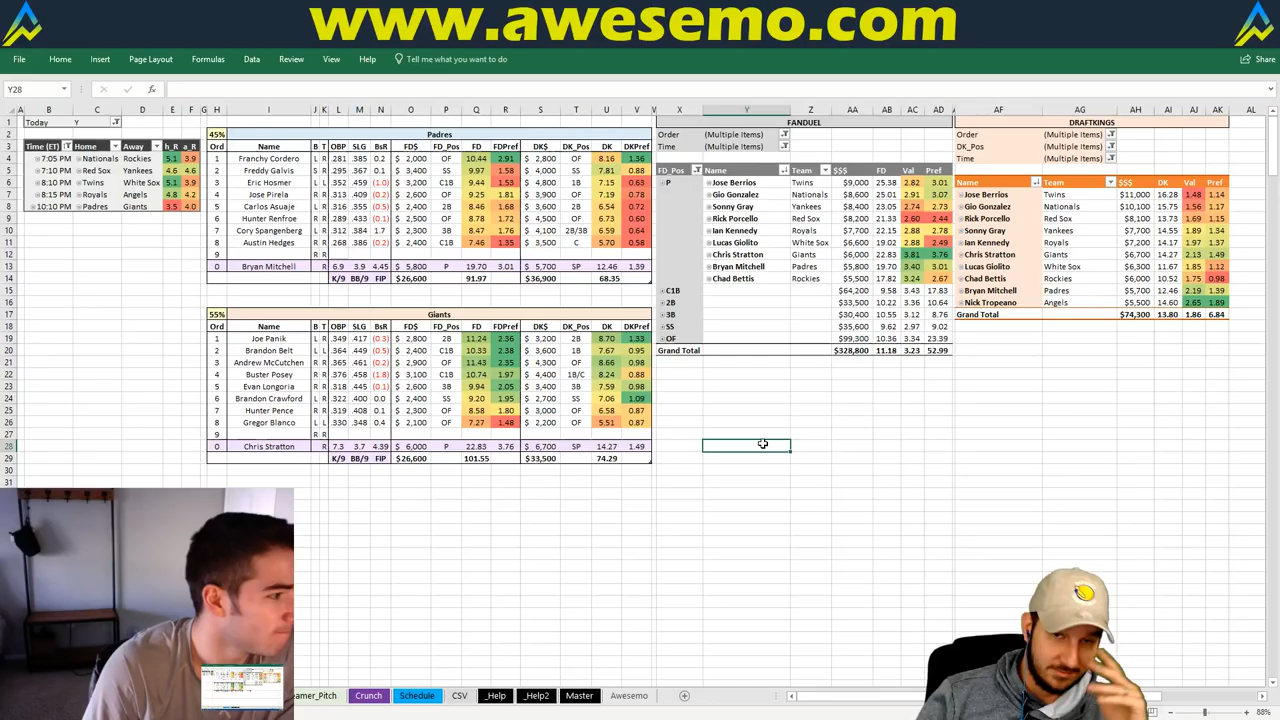 www.awesemo.com
File Home Insert Page Layout Formulas Data Review View Help Tell me what you want to do Share
Y28
B C D E F G H I J K L M N O P Q R S T U V W X Y Z AA AB AC AD AF AG AH AI AJ AK AL
Today Y
Time (ET) Home Away h_R a_R
7:05 PM Nationals Rockies 5.1 3.9
7:10 PM Red Sox Yankees 4.6 4.6
8:10 PM Twins White Sox 5.1 3.9
8:10 PM Royals Angels 4.8 4.2
10:10 PM Padres Giants 3.5 4.0
45% Padres
Ord Name B T OBP SLG BsR FD$ FD_Pos FD FDPref DK$ DK_Pos DK DKPref
1 Franchy Cordero L R .281 .385 0.2 $ 2,000 OF 10.44 2.91 $ 2,800 OF 8.16 1.36
2 Freddy Galvis S R .286 .386 0.9 $ 3,400 SS 9.97 1.58 $ 4,400 SS 7.81 0.88
3 Eric Hosmer L R .352 .459 (1.0) $ 3,300 C1B 9.44 1.53 $ 4,800 1B 7.15 0.63
4 Jose Pirela R R .313 .409 0.2 $ 2,600 OF 9.25 1.81 $ 3,900 OF 7.19 0.78
5 Carlos Asuaje L R .316 .355 (0.5) $ 2,400 2B 8.46 1.68 $ 3,900 2B 6.54 0.72
6 Hunter Renfroe R R .289 .433 (0.1) $ 2,600 OF 8.78 1.72 $ 4,500 OF 6.73 0.60
7 Cory Spangenberg L R .312 .384 1.7 $ 3,000 3B 8.47 1.76 $ 4,100 2B/3B 6.59 0.64
8 Austin Hedges R R .268 .386 (0.2) $ 2,400 C1B 7.46 1.35 $ 3,500 C 5.70 0.58
9
0 Bryan Mitchell R 6.9 3.9 4.45 $ 5,800 P 19.70 3.01 $ 5,700 SP 12.46 1.39
K/9 BB/9 FIP $26,600 91.97 $36,900 68.35
55% Giants
Ord Name B T OBP SLG BsR FD$ FD_Pos FD FDPref DK$ DK_Pos DK DKPref
1 Joe Panik L R .349 .417 (0.3) $ 2,800 2B 11.24 2.36 $ 3,700 2B 8.70 1.33
2 Brandon Belt L R .364 .449 (0.5) $ 2,400 C1B 10.33 2.38 $ 3,600 1B 7.67 0.95
3 Andrew McCutchen R R .361 .460 (0.2) $ 2,900 OF 11.43 2.35 $ 4,100 OF 8.66 0.98
4 Buster Posey R R .376 .458 (1.8) $ 3,100 C1B 10.74 1.97 $ 4,400 1B/C 8.24 0.88
5 Evan Longoria R R .318 .445 (0.1) $ 2,700 3B 9.94 2.05 $ 3,400 3B 7.59 0.98
6 Brandon Crawford L R .322 .400 0.0 $ 2,400 SS 9.20 1.95 $ 2,900 SS 7.06 1.09
7 Hunter Pence R R .319 .408 0.1 $ 2,200 OF 8.58 1.80 $ 3,000 OF 6.58 0.87
8 Gregor Blanco L L .330 .348 0.4 $ 2,100 OF 7.27 1.48 $ 2,200 OF 5.51 0.87
9
0 Chris Stratton R 7.3 3.7 4.39 $ 6,000 P 22.83 3.76 $ 6,700 SP 14.27 1.49
5 K/9 BB/9 FIP $26,600 101.55 $33,500 74.29
FANDUEL
Order (Multiple Items)
Time (Multiple Items)
FD_Pos Name Team $$$ FD Val Pref
P Jose Berrios Twins $9,000 25.38 2.82 3.01
Gio Gonzalez Nationals $8,600 25.01 2.91 3.07
Sonny Gray Yankees $8,400 23.05 2.74 2.73
Rick Porcello Red Sox $8,200 21.33 2.60 2.44
Ian Kennedy Royals $7,700 22.15 2.88 2.78
Lucas Giolito White Sox $6,600 19.02 2.88 2.49
Chris Stratton Giants $6,000 22.83 3.81 3.76
Bryan Mitchell Padres $5,800 19.70 3.40 3.01
Chad Bettis Rockies $5,500 17.82 3.24 2.67
C1B $64,200 9.58 3.43 17.83
2B $33,500 10.22 3.36 10.64
3B $30,400 10.55 3.12 8.76
SS $35,600 9.62 2.97 9.02
OF $99,300 10.36 3.34 23.39
Grand Total $328,800 11.18 3.23 52.99
DRAFTKINGS
Order (Multiple Items)
DK_Pos (Multiple Items)
Time (Multiple Items)
Name Team $$$ DK Val Pref
Jose Berrios Twins $11,000 16.28 1.48 1.14
Gio Gonzalez Nationals $10,100 15.75 1.56 1.17
Rick Porcello Red Sox $8,100 13.73 1.69 1.15
Sonny Gray Yankees $7,700 14.55 1.89 1.34
Ian Kennedy Royals $7,200 14.17 1.97 1.37
Chris Stratton Giants $6,700 14.27 2.13 1.49
Lucas Giolito White Sox $6,300 11.67 1.85 1.12
Chad Bettis Rockies $6,000 10.52 1.75 0.98
Bryan Mitchell Padres $5,700 12.46 2.19 1.39
Nick Tropeano Angels $5,500 14.60 2.65 1.89
Grand Total $74,300 13.80 1.86 6.84
eamer_Pitch Crunch Schedule CSV _Help _Help2 Master Awesemo
88%